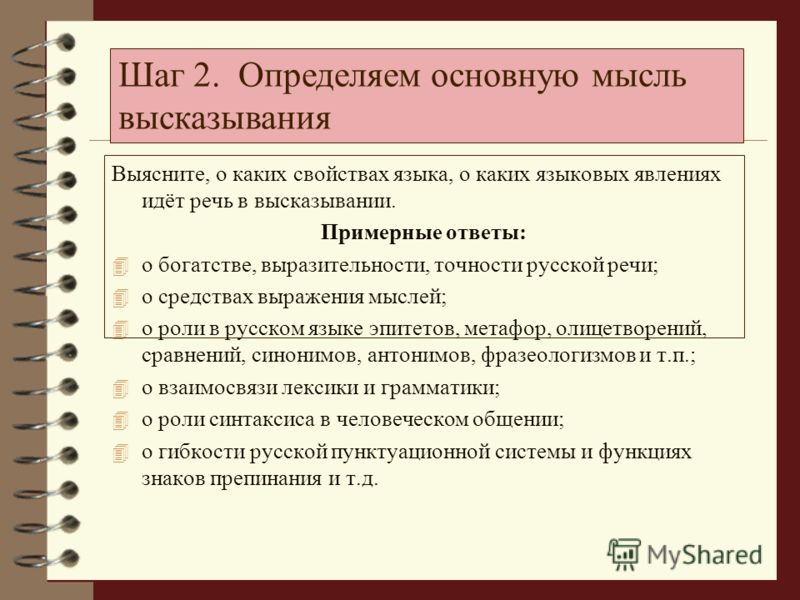 Шаг 2. Определяем основную мысль
высказывания
Выясните, о каких свойствах языка, о каких языковых явлениях
идёт речь в высказывании.
Примерные ответы:
о богатстве, выразительности, точности русской речи;
о средствах выражения мыслей;
о роли в русском языке эпитетов, метафор, олицетворений,
сравнений, синонимов, антонимов, фразеологизмов и т.п.;
о взаимосвязи лексики и грамматики;
о роли синтаксиса в человеческом общении;
о гибкости русской пунктуационной системы и функциях
знаков препинания и т.д.
MyShared